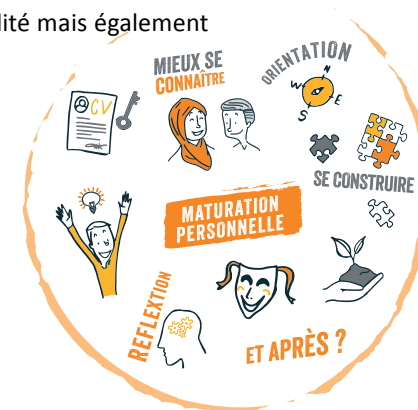 lité mais également
MIEUX SE
CONNAÎTRE
ORIENTATION
N
W
E
S
CV
SE CONSTRUIRE
MATURATION
PERSONNELLE
REFLEXTION
ET APRÈS ?